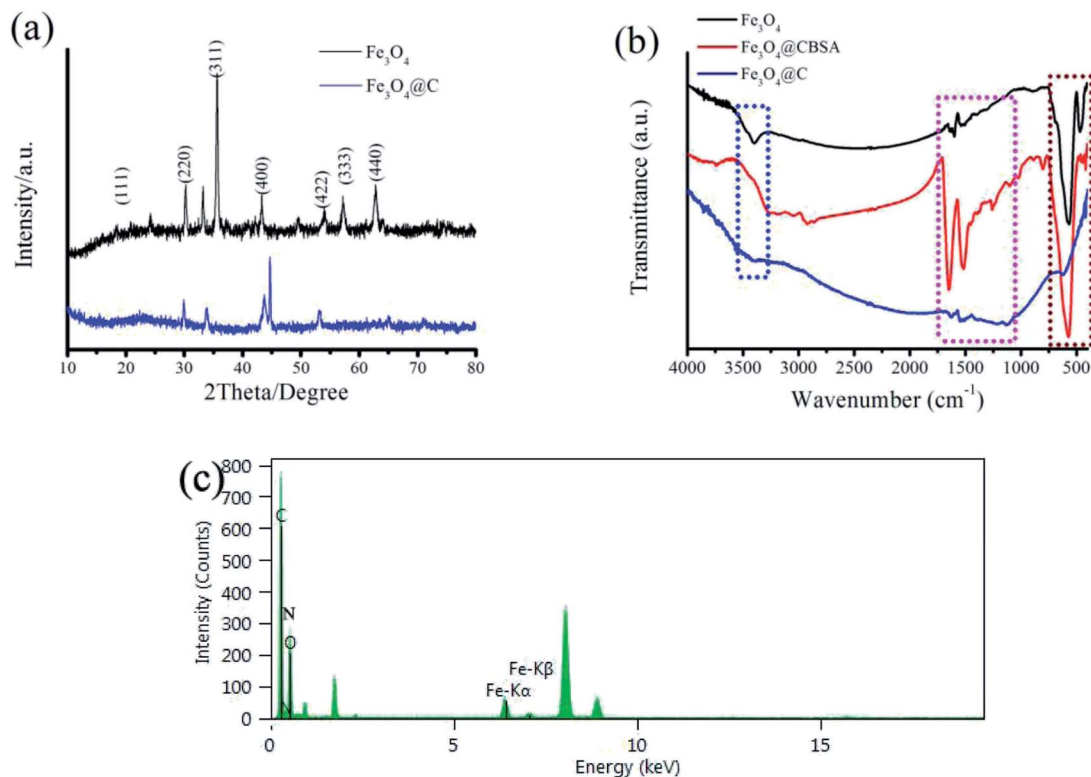 (a)
Fe₃O₄
Fe₃O₄@C
(111)
(220)
(311)
(400)
(422)
(333)
(440)
Intensity/a.u.
10 20 30 40 50 60 70 80
2Theta/Degree
(b)
Fe₃O₄
Fe₃O₄@CBSA
Fe₃O₄@C
Transmittance (a.u.)
4000 3500 3000 2500 2000 1500 1000 500
Wavenumber (cm⁻¹)
(c)
800
700
600
500
400
300
200
100
0
Intensity (Counts)
C
N
O
N
Fe-Kα
Fe-Kβ
0 5 10 15
Energy (keV)